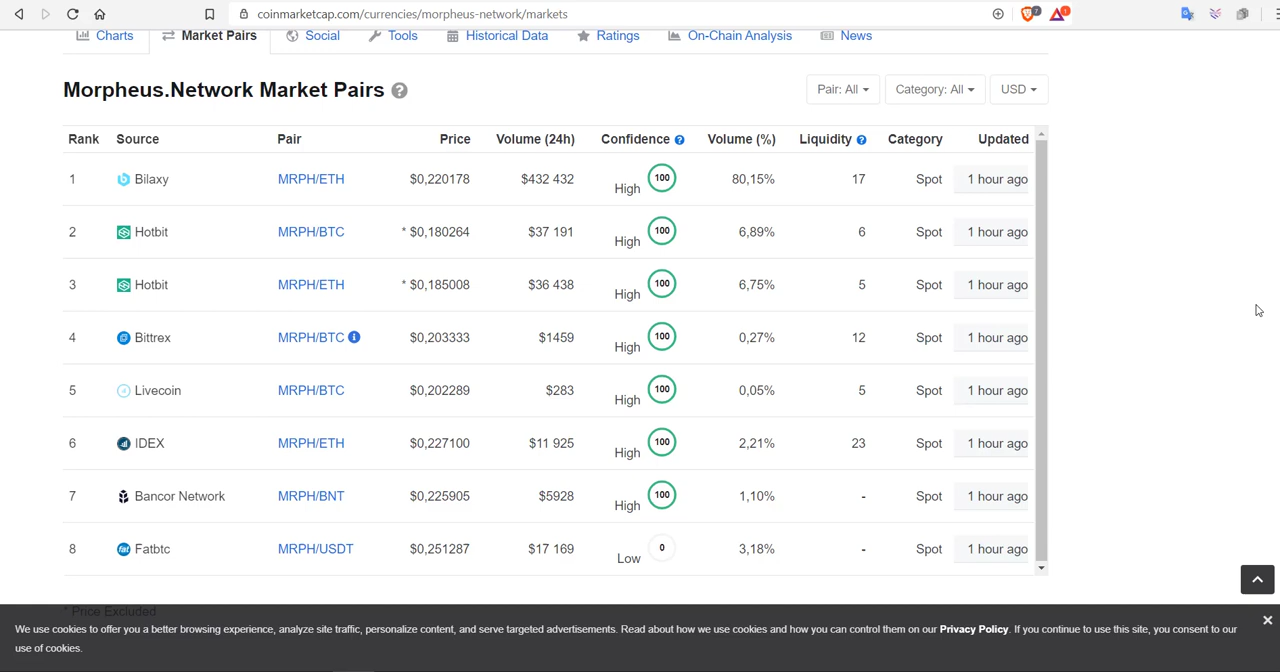 coinmarketcap.com/currencies/morpheus-network/markets 7 1
Charts Market Pairs Social Tools Historical Data Ratings On-Chain Analysis News
Morpheus.Network Market Pairs ? Pair: All Category: All USD
Rank Source Pair Price Volume (24h) Confidence ? Volume (%) Liquidity ? Category Updated
1 Bilaxy MRPH/ETH $0,220178 $432 432 High 100 80,15% 17 Spot 1 hour ago
2 Hotbit MRPH/BTC * $0,180264 $37 191 High 100 6,89% 6 Spot 1 hour ago
3 Hotbit MRPH/ETH * $0,185008 $36 438 High 100 6,75% 5 Spot 1 hour ago
4 Bittrex MRPH/BTC i $0,203333 $1459 High 100 0,27% 12 Spot 1 hour ago
5 Livecoin MRPH/BTC $0,202289 $283 High 100 0,05% 5 Spot 1 hour ago
6 IDEX MRPH/ETH $0,227100 $11 925 High 100 2,21% 23 Spot 1 hour ago
7 Bancor Network MRPH/BNT $0,225905 $5928 High 100 1,10% - Spot 1 hour ago
8 fat Fatbtc MRPH/USDT $0,251287 $17 169 Low 0 3,18% - Spot 1 hour ago
* Price Excluded
We use cookies to offer you a better browsing experience, analyze site traffic, personalize content, and serve targeted advertisements. Read about how we use cookies and how you can control them on our Privacy Policy. If you continue to use this site, you consent to our
use of cookies.